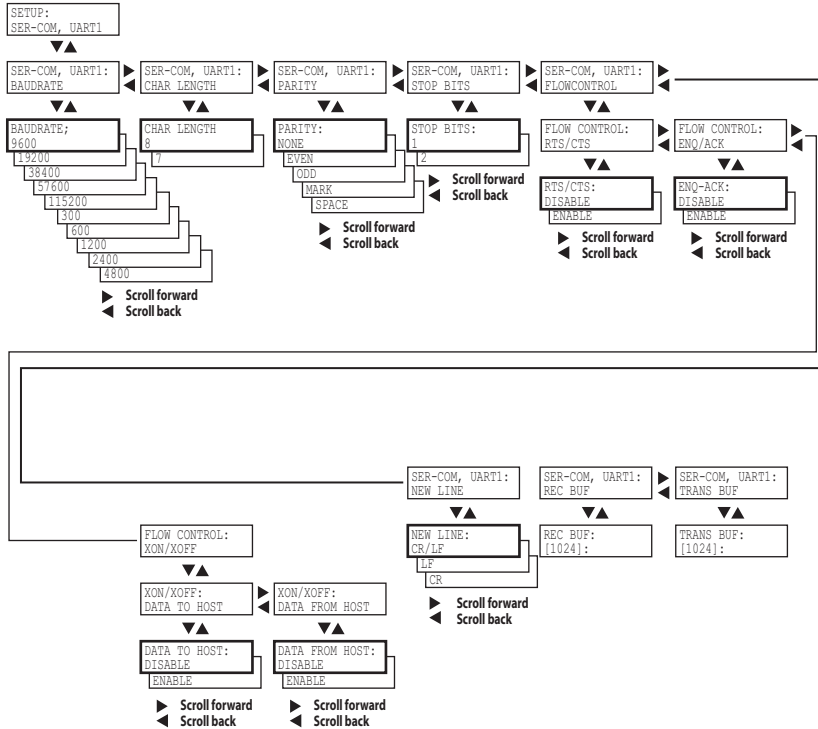 SETUP:
SER-COM, UART1
SER-COM, UART1:
BAUDRATE
SER-COM, UART1:
CHAR LENGTH
SER-COM, UART1:
PARITY
SER-COM, UART1:
STOP BITS
SER-COM, UART1:
FLOWCONTROL
BAUDRATE;
9600
19200
38400
57600
115200
300
600
1200
2400
4800
Scroll forward
Scroll back
CHAR LENGTH
8
7
PARITY:
NONE
EVEN
ODD
MARK
SPACE
Scroll forward
Scroll back
STOP BITS:
1
2
Scroll forward
Scroll back
FLOW CONTROL:
RTS/CTS
FLOW CONTROL:
ENQ/ACK
RTS/CTS:
DISABLE
ENABLE
Scroll forward
Scroll back
ENQ-ACK:
DISABLE
ENABLE
Scroll forward
Scroll back
SER-COM, UART1:
NEW LINE
SER-COM, UART1:
REC BUF
SER-COM, UART1:
TRANS BUF
NEW LINE:
CR/LF
LF
CR
Scroll forward
Scroll back
REC BUF:
[1024]:
TRANS BUF:
[1024]:
FLOW CONTROL:
XON/XOFF
XON/XOFF:
DATA TO HOST
XON/XOFF:
DATA FROM HOST
DATA TO HOST:
DISABLE
ENABLE
Scroll forward
Scroll back
DATA FROM HOST:
DISABLE
ENABLE
Scroll forward
Scroll back